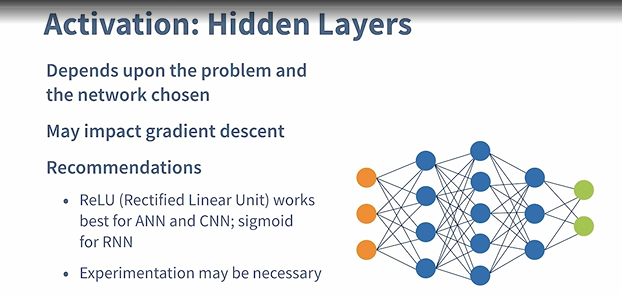 Activation: Hidden Layers
Depends upon the problem and
the network chosen
May impact gradient descent
Recommendations
• ReLU (Rectified Linear Unit) works
best for ANN and CNN; sigmoid
for RNN
• Experimentation may be necessary